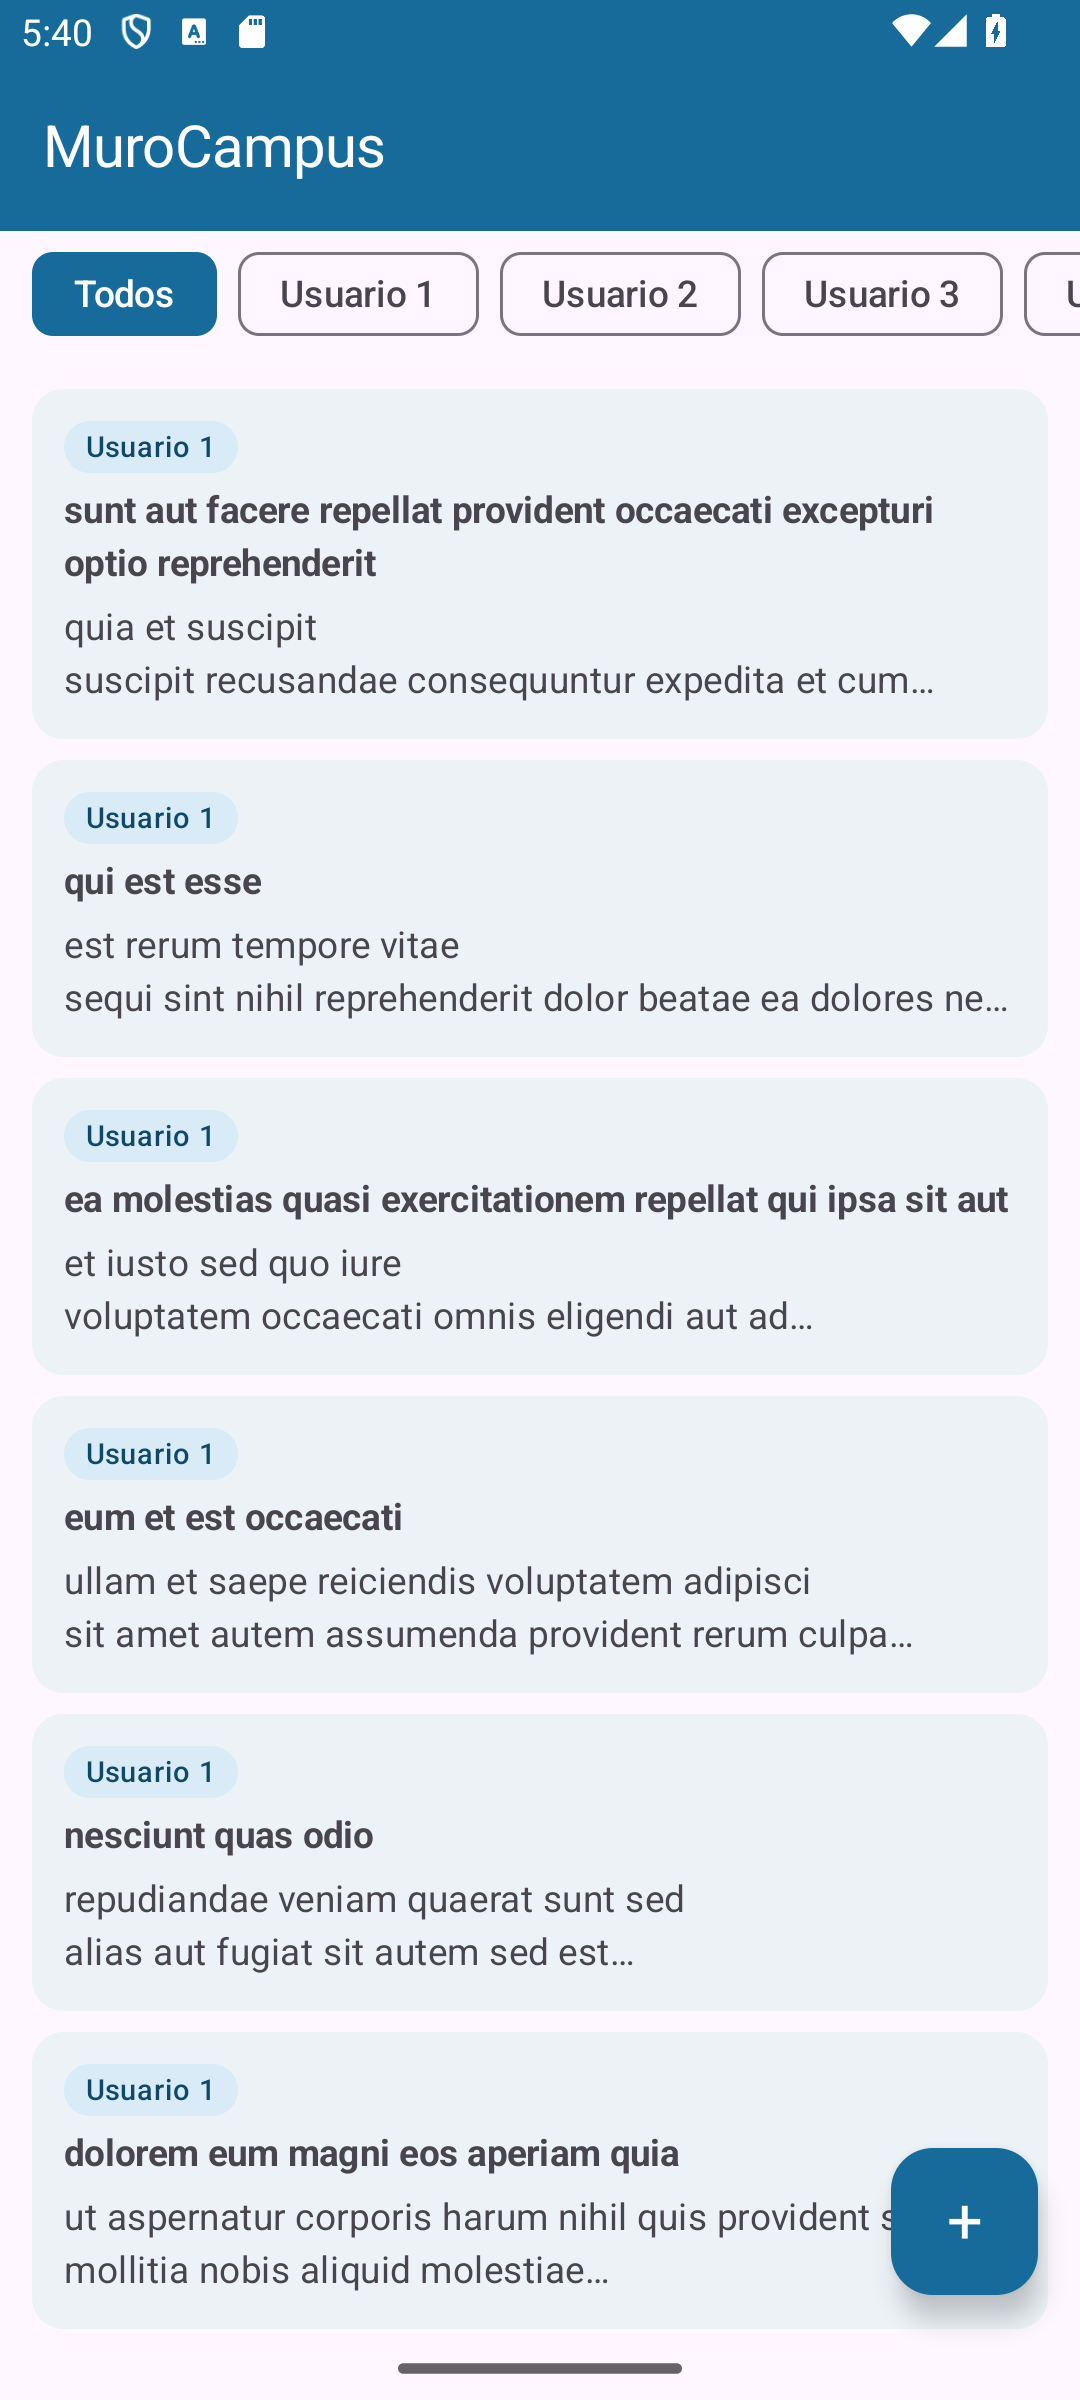 5:40
MuroCampus
Todos
Usuario 1
Usuario 2
Usuario 3
Usuario 1
sunt aut facere repellat provident occaecati excepturi
optio reprehenderit
quia et suscipit
suscipit recusandae consequuntur expedita et cum…
Usuario 1
qui est esse
est rerum tempore vitae
sequi sint nihil reprehenderit dolor beatae ea dolores ne…
Usuario 1
ea molestias quasi exercitationem repellat qui ipsa sit aut
et iusto sed quo iure
voluptatem occaecati omnis eligendi aut ad…
Usuario 1
eum et est occaecati
ullam et saepe reiciendis voluptatem adipisci
sit amet autem assumenda provident rerum culpa…
Usuario 1
nesciunt quas odio
repudiandae veniam quaerat sunt sed
alias aut fugiat sit autem sed est…
Usuario 1
dolorem eum magni eos aperiam quia
ut aspernatur corporis harum nihil quis provident
mollitia nobis aliquid molestiae…
+